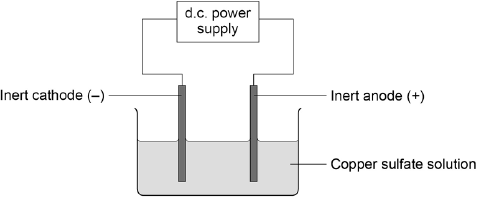 d.c. power
supply
Inert cathode (–)
Inert anode (+)
Copper sulfate solution